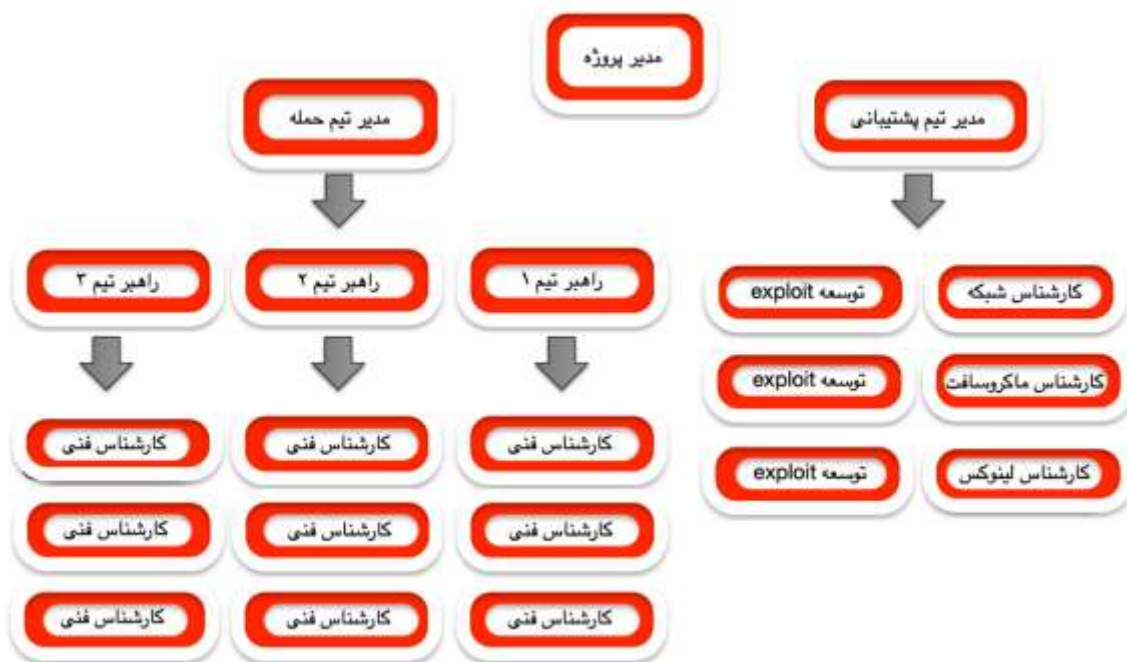 مدیر پروژه
مدیر تیم پشتیبانی
مدیر تیم حمله
راهبر تیم ۱
راهبر تیم ۲
راهبر تیم ۳
کارشناس شبکه
توسعه exploit
کارشناس ماکروسافت
توسعه exploit
کارشناس لینوکس
توسعه exploit
کارشناس فنی
کارشناس فنی
کارشناس فنی
کارشناس فنی
کارشناس فنی
کارشناس فنی
کارشناس فنی
کارشناس فنی
کارشناس فنی